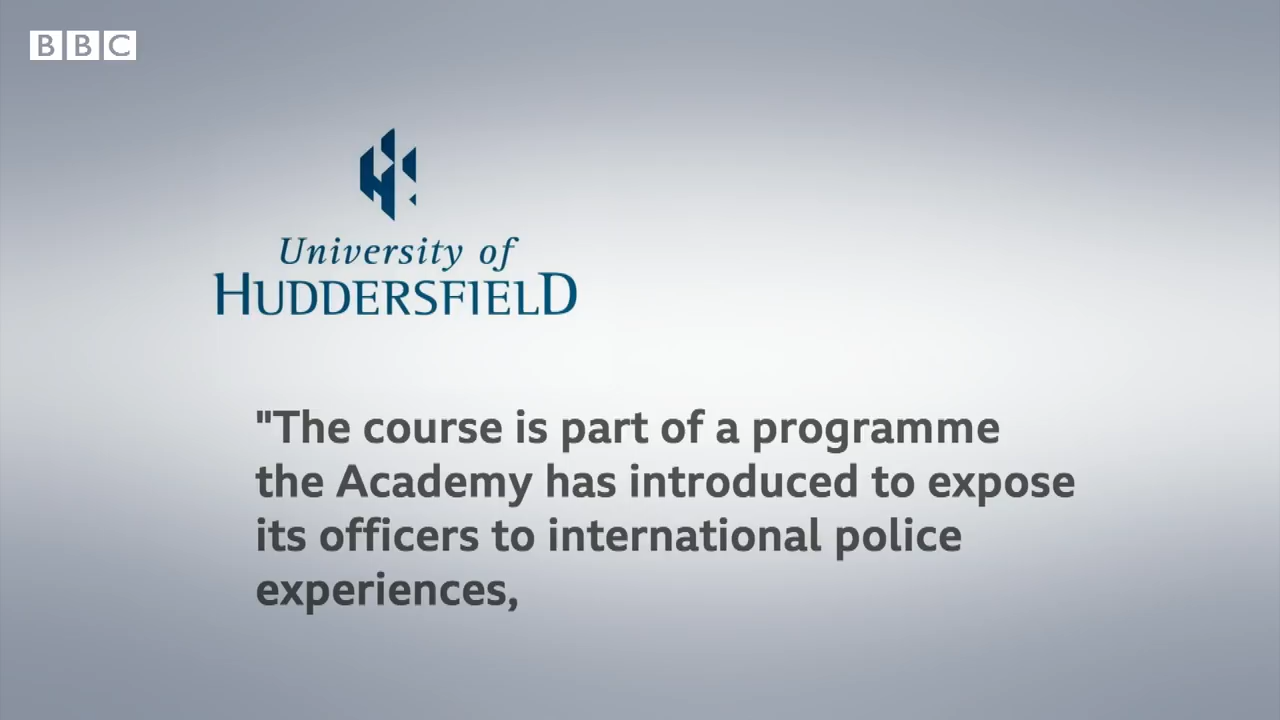 BBC
University of
HUDDERSFIELD
"The course is part of a programme
the Academy has introduced to expose
its officers to international police
experiences,